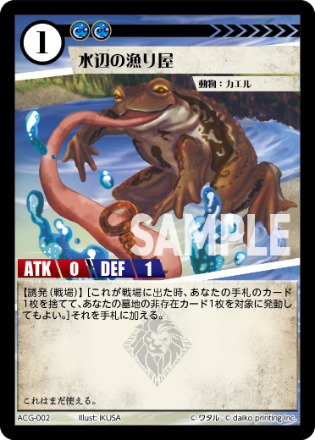 1
水辺の漁り屋
動物：カエル
SAMPLE
ATK 0 DEF 1
【誘発（戦場）】[これが戦場に出た時、あなたの手札のカード
1枚を捨てて、あなたの墓地の非存在カード1枚を対象に発動し
てもよい。]それを手札に加える。
これはまだ使える。
ACG-002 Illust: IKUSA © ワタル © daiko printing inc.